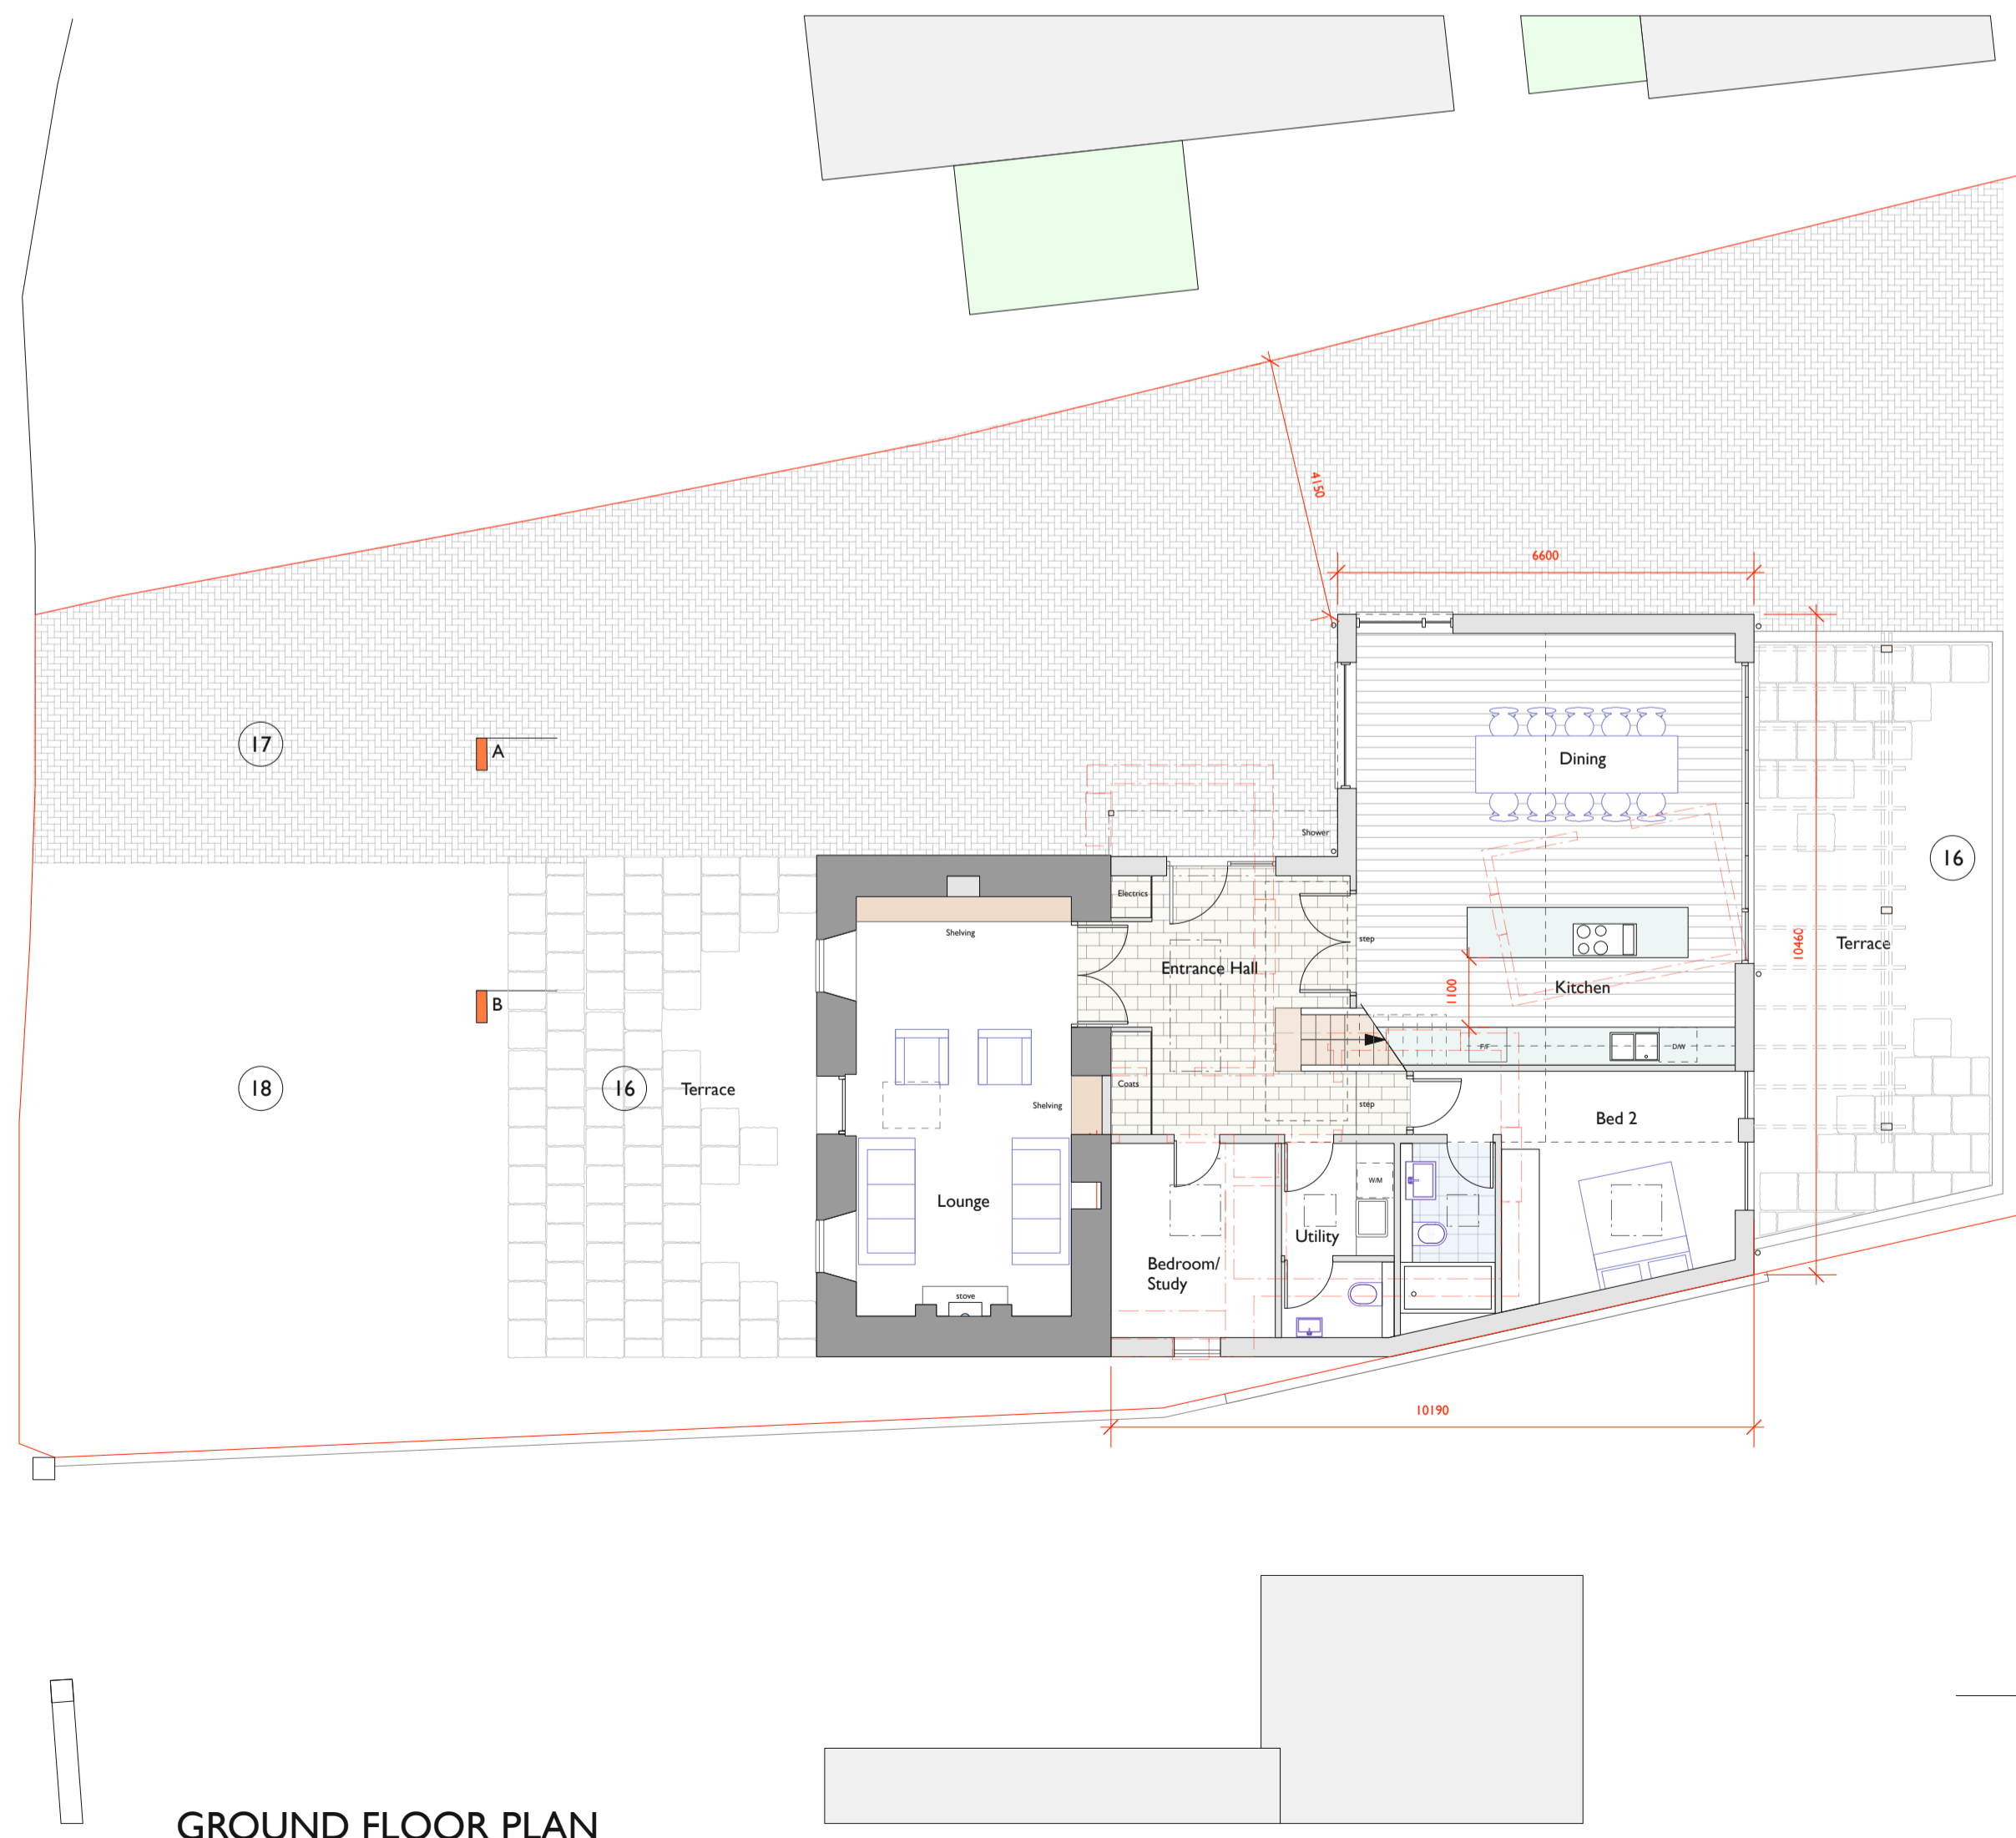 4150
6600
17
A
Dining
Shower
16
Electrics
Shelving
step
Terrace
10460
Entrance Hall
Kitchen
1100
B
F/F
D/W
18
16
Terrace
Coats
Shelving
step
Bed 2
W/M
Lounge
Utility
Bedroom/
Study
stove
10190
GROUND FLOOR PLAN